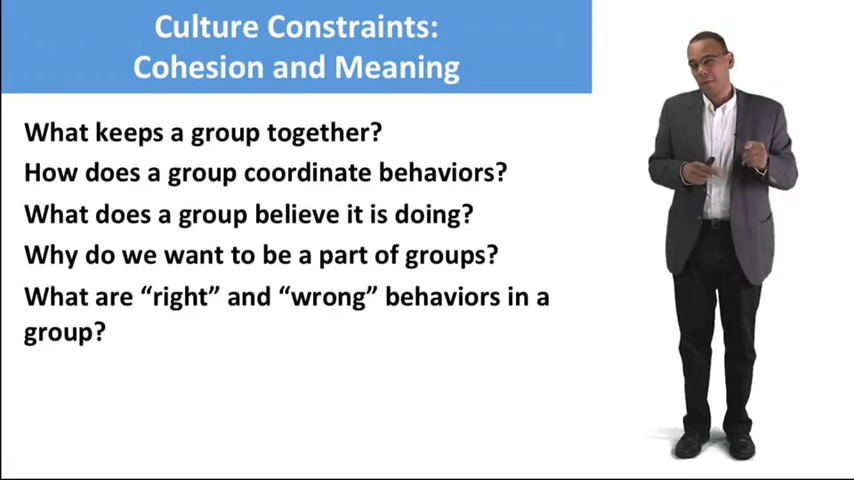 Culture Constraints:
Cohesion and Meaning
What keeps a group together?
How does a group coordinate behaviors?
What does a group believe it is doing?
Why do we want to be a part of groups?
What are “right” and “wrong” behaviors in a
group?